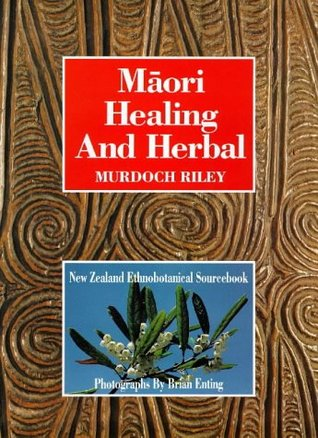 Māori
Healing
And Herbal
MURDOCH RILEY
New Zealand Ethnobotanical Sourcebook
Photographs By Brian Enting